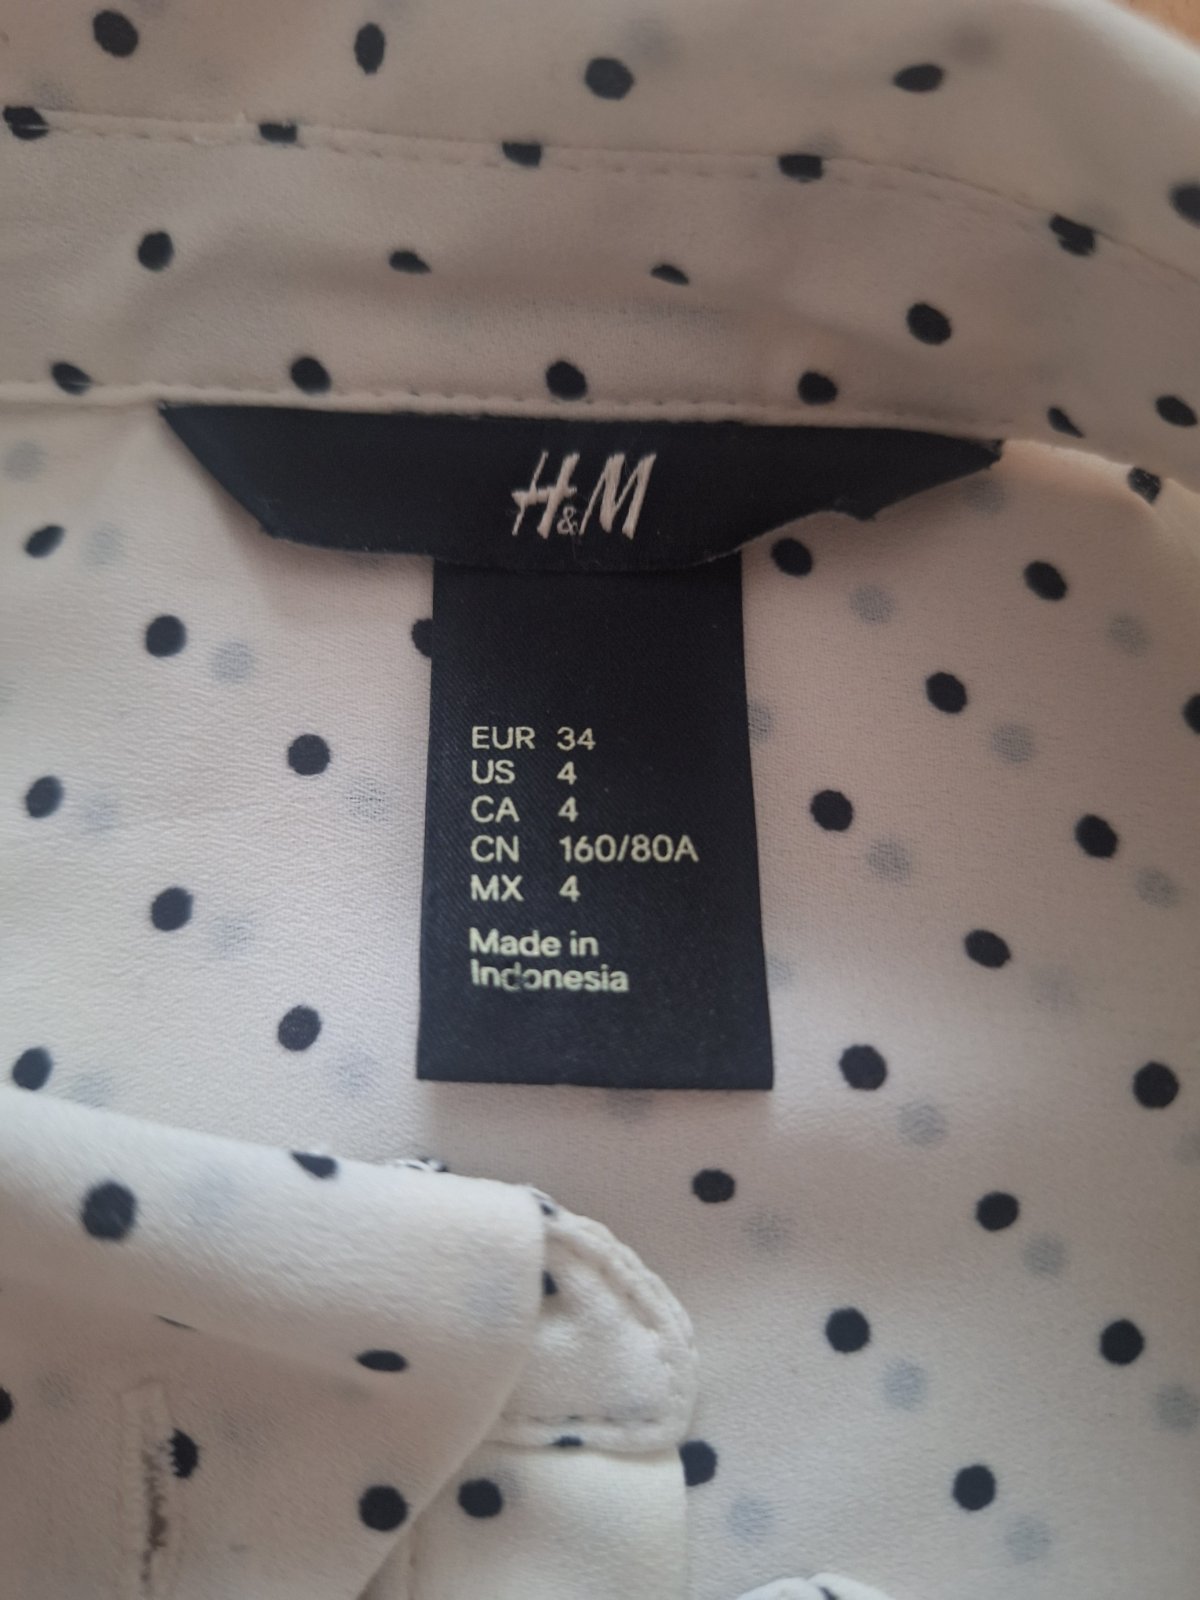 H&M
EUR 34
US 4
CA 4
CN 160/80A
MX 4
Made in
Indonesia